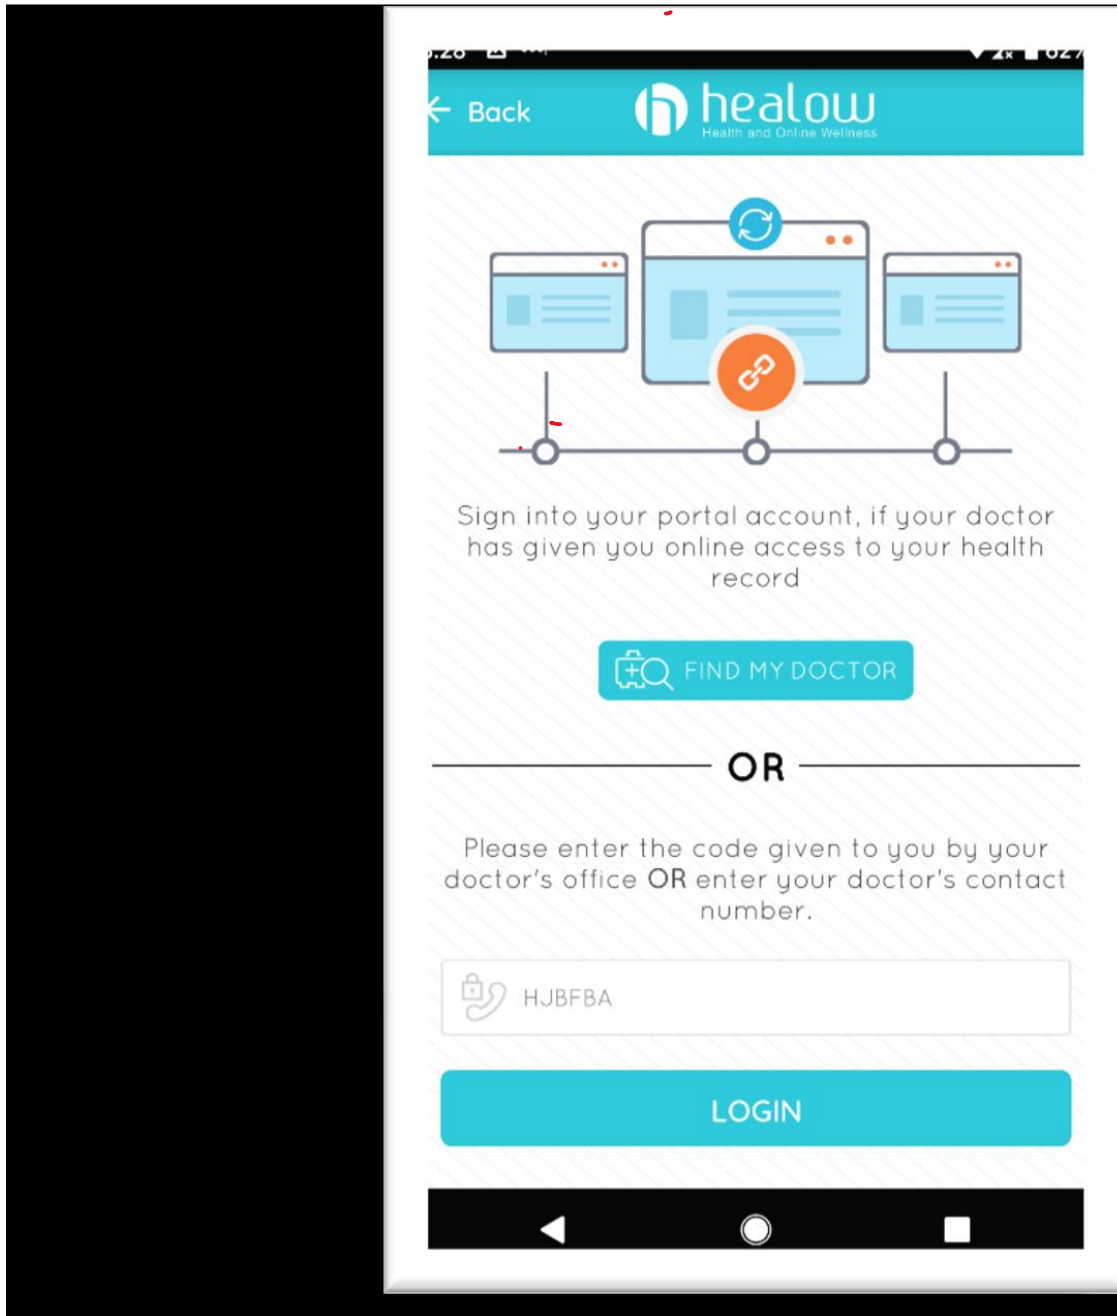 Back
healow
Health and Online Wellness
Sign into your portal account, if your doctor
has given you online access to your health
record
FIND MY DOCTOR
OR
Please enter the code given to you by your
doctor's office OR enter your doctor's contact
number.
HJBFBA
LOGIN